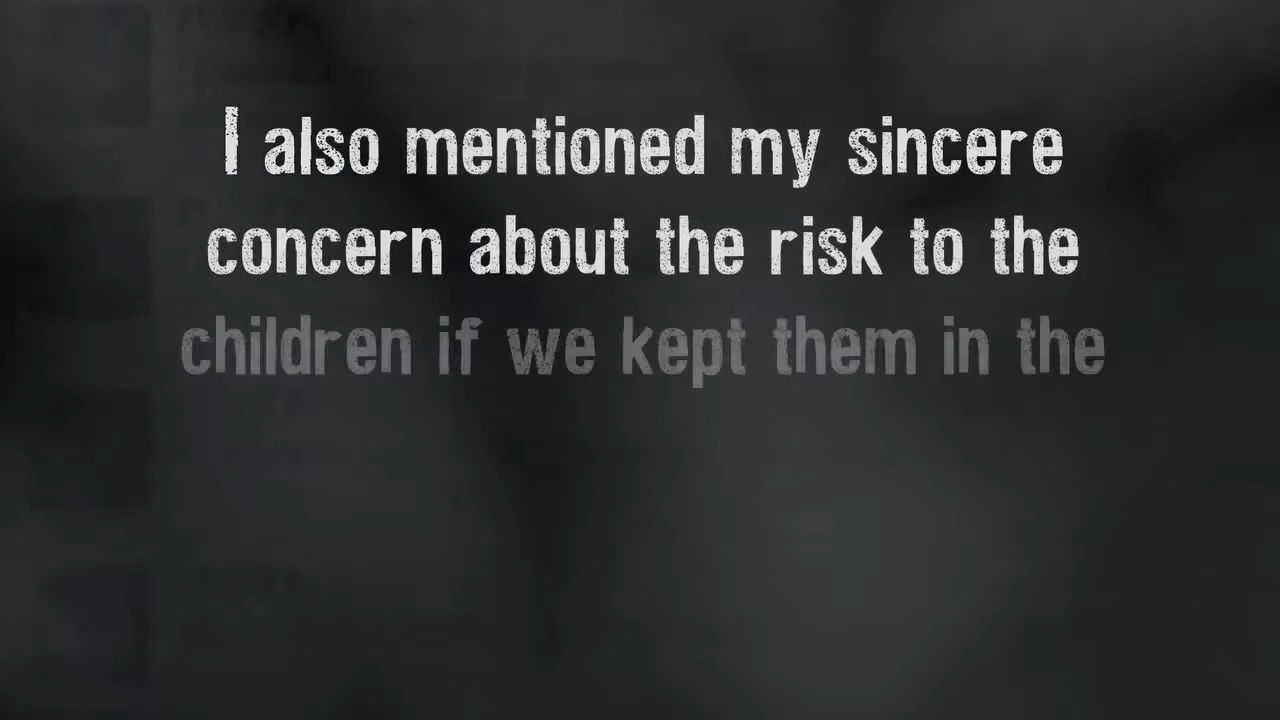 I also mentioned my sincere
concern about the risk to the
children if we kept them in the